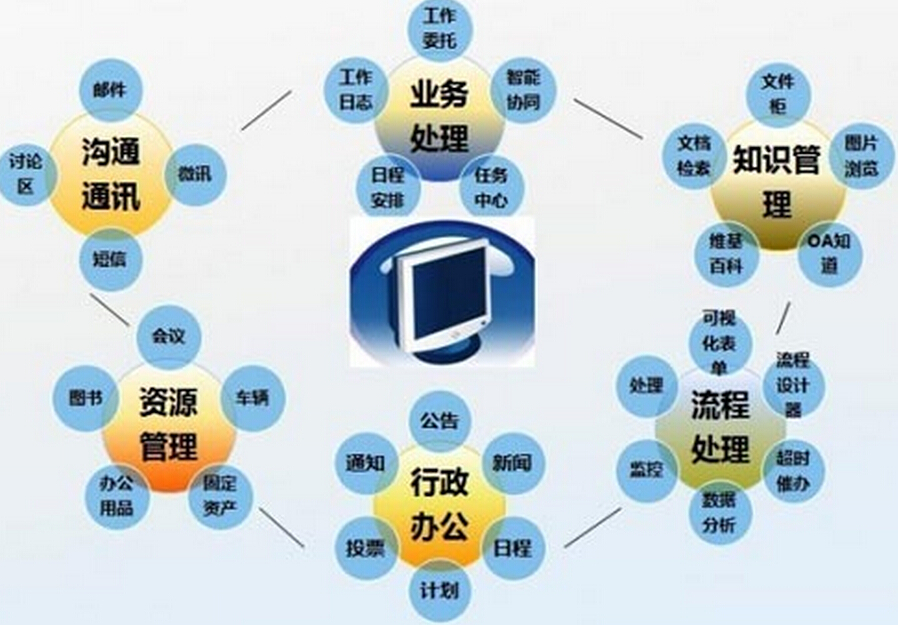 工作
委托
工作
日志
智能
协同
业务
处理
日程
安排
任务
中心
邮件
讨论
区
沟通
通讯
微讯
短信
文件
柜
文档
检索
图片
浏览
知识管
理
维基
百科
OA知
道
会议
图书
车辆
资源
管理
办公
用品
固定
资产
公告
通知
新闻
行政
办公
投票
日程
计划
可视
化表
单
处理
流程
设计
器
流程
处理
监控
超时
催办
数据
分析